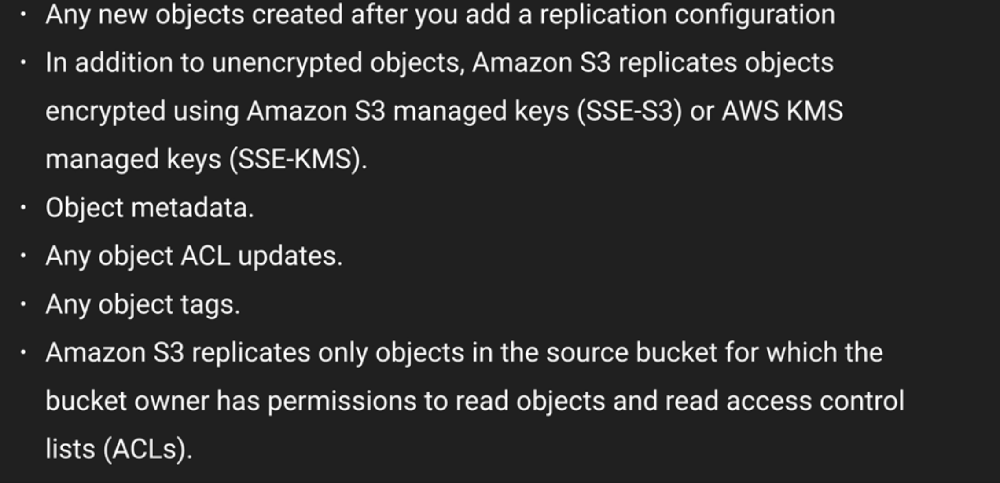 · Any new objects created after you add a replication configuration
· In addition to unencrypted objects, Amazon S3 replicates objects
encrypted using Amazon S3 managed keys (SSE-S3) or AWS KMS
managed keys (SSE-KMS).
· Object metadata.
· Any object ACL updates.
· Any object tags.
· Amazon S3 replicates only objects in the source bucket for which the
bucket owner has permissions to read objects and read access control
lists (ACLs).